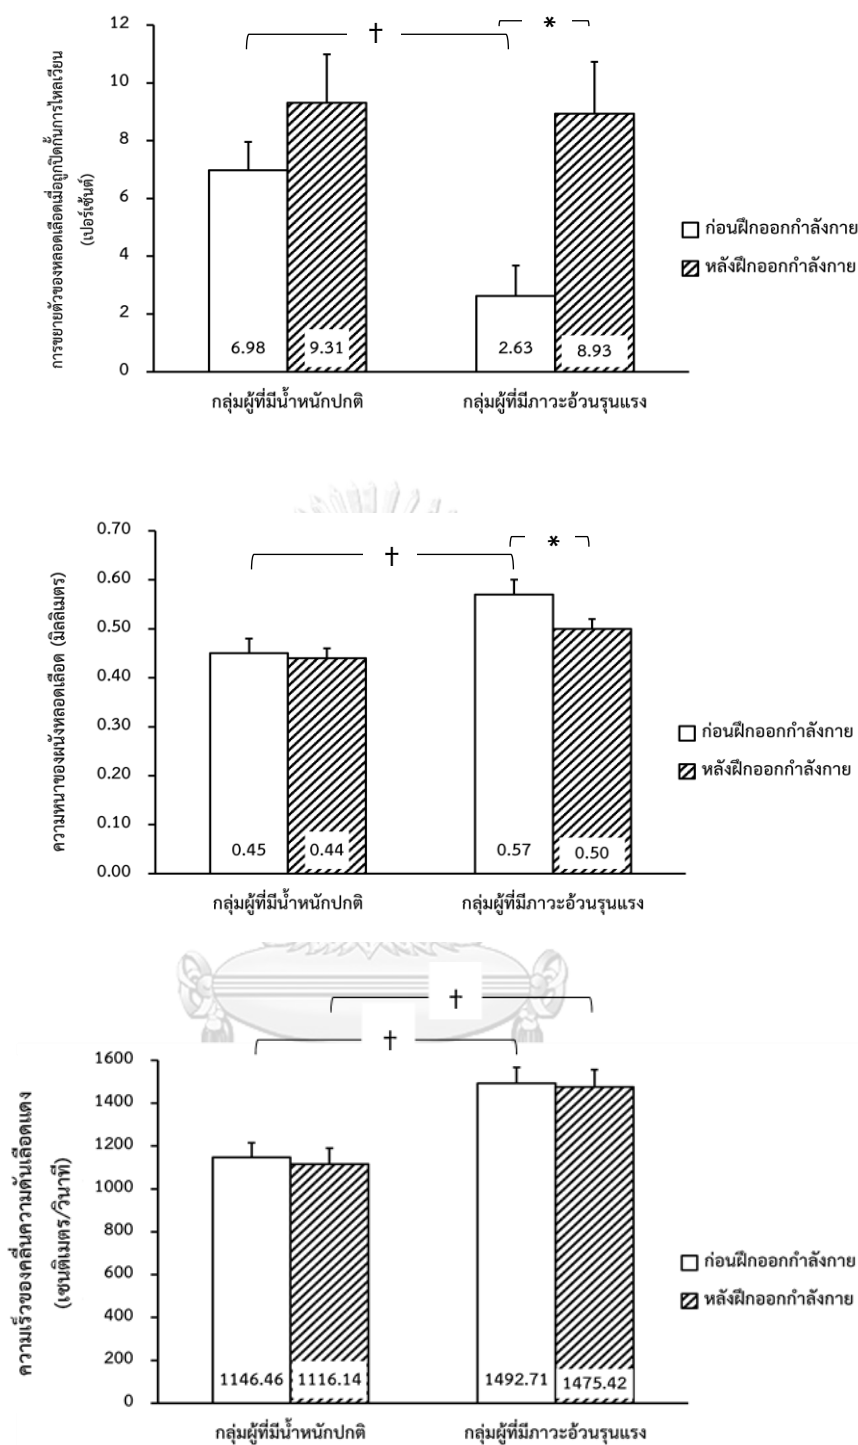 การขยายตัวของหลอดเลือดเมื่อถูกปิดกั้นการไหลเวียน
(เปอร์เซ็นต์)
12
10
8
6
4
2
0
†
*
6.98
9.31
2.63
8.93
กลุ่มผู้ที่มีน้ำหนักปกติ
กลุ่มผู้ที่มีภาวะอ้วนรุนแรง
ก่อนฝึกออกกำลังกาย
หลังฝึกออกกำลังกาย
ความหนาของผนังหลอดเลือด (มิลลิเมตร)
0.70
0.60
0.50
0.40
0.30
0.20
0.10
0.00
†
*
0.45
0.44
0.57
0.50
กลุ่มผู้ที่มีน้ำหนักปกติ
กลุ่มผู้ที่มีภาวะอ้วนรุนแรง
ก่อนฝึกออกกำลังกาย
หลังฝึกออกกำลังกาย
ความเร็วของคลื่นความดันเลือดแดง
(เซนติเมตร/วินาที)
†
†
1600
1400
1200
1000
800
600
400
200
0
1146.46
1116.14
1492.71
1475.42
กลุ่มผู้ที่มีน้ำหนักปกติ
กลุ่มผู้ที่มีภาวะอ้วนรุนแรง
ก่อนฝึกออกกำลังกาย
หลังฝึกออกกำลังกาย